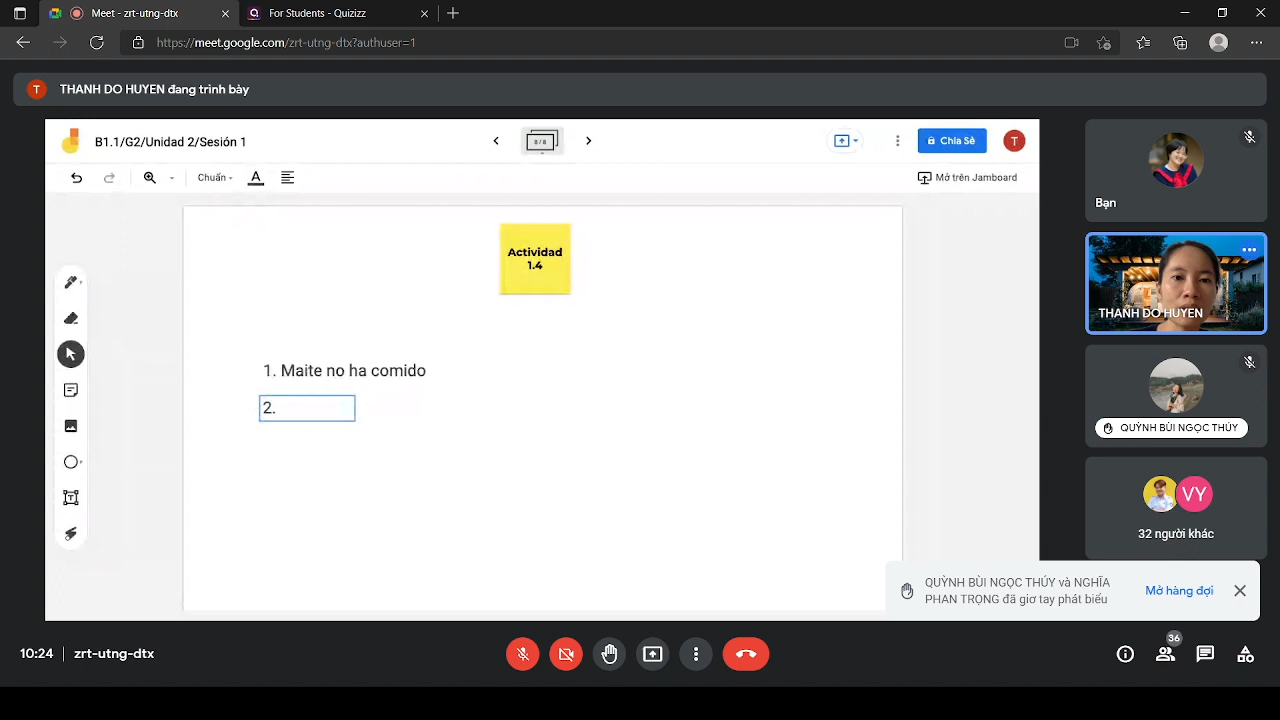 Meet - zrt-utng-dtx
For Students - Quizizz
https://meet.google.com/zrt-utng-dtx?authuser=1
T THANH DO HUYEN đang trình bày
B1.1/G2/Unidad 2/Sesión 1
8 / 8
Chia Sẻ
T
Chuẩn
A
Mở trên Jamboard
Actividad
1.4
1. Maite no ha comido
2.
Bạn
THANH DO HUYEN
QUỲNH BÙI NGỌC THÚY
VY
32 người khác
QUỲNH BÙI NGỌC THÚY và NGHĨA
PHAN TRỌNG đã giơ tay phát biểu
Mở hàng đợi
10:24 | zrt-utng-dtx
36